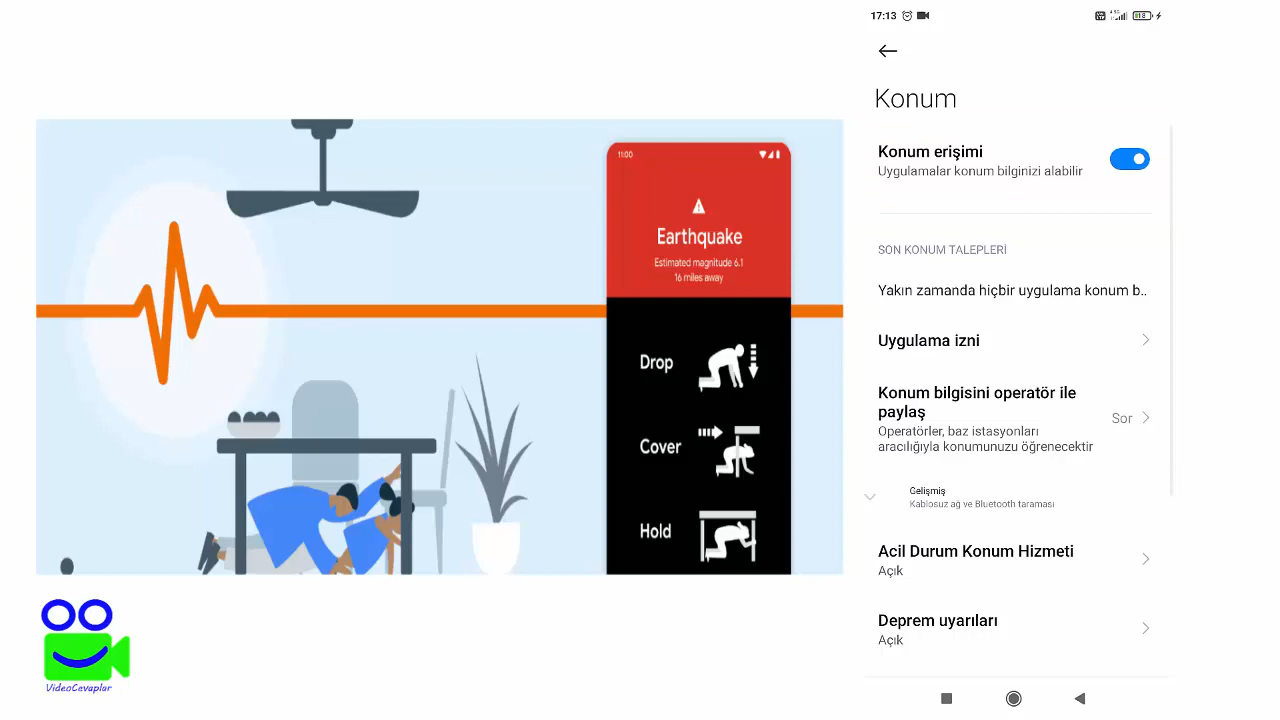 11:00
Earthquake
Estimated magnitude 6.1
16 miles away
Drop
Cover
Hold
VideoCevaplar
17:13
4.5G
18
Konum
Konum erişimi
Uygulamalar konum bilginizi alabilir
SON KONUM TALEPLERİ
Yakın zamanda hiçbir uygulama konum b..
Uygulama izni
Konum bilgisini operatör ile
paylaş
Sor
Operatörler, baz istasyonları
aracılığıyla konumunuzu öğrenecektir
Gelişmiş
Kablosuz ağ ve Bluetooth taraması
Acil Durum Konum Hizmeti
Açık
Deprem uyarıları
Açık